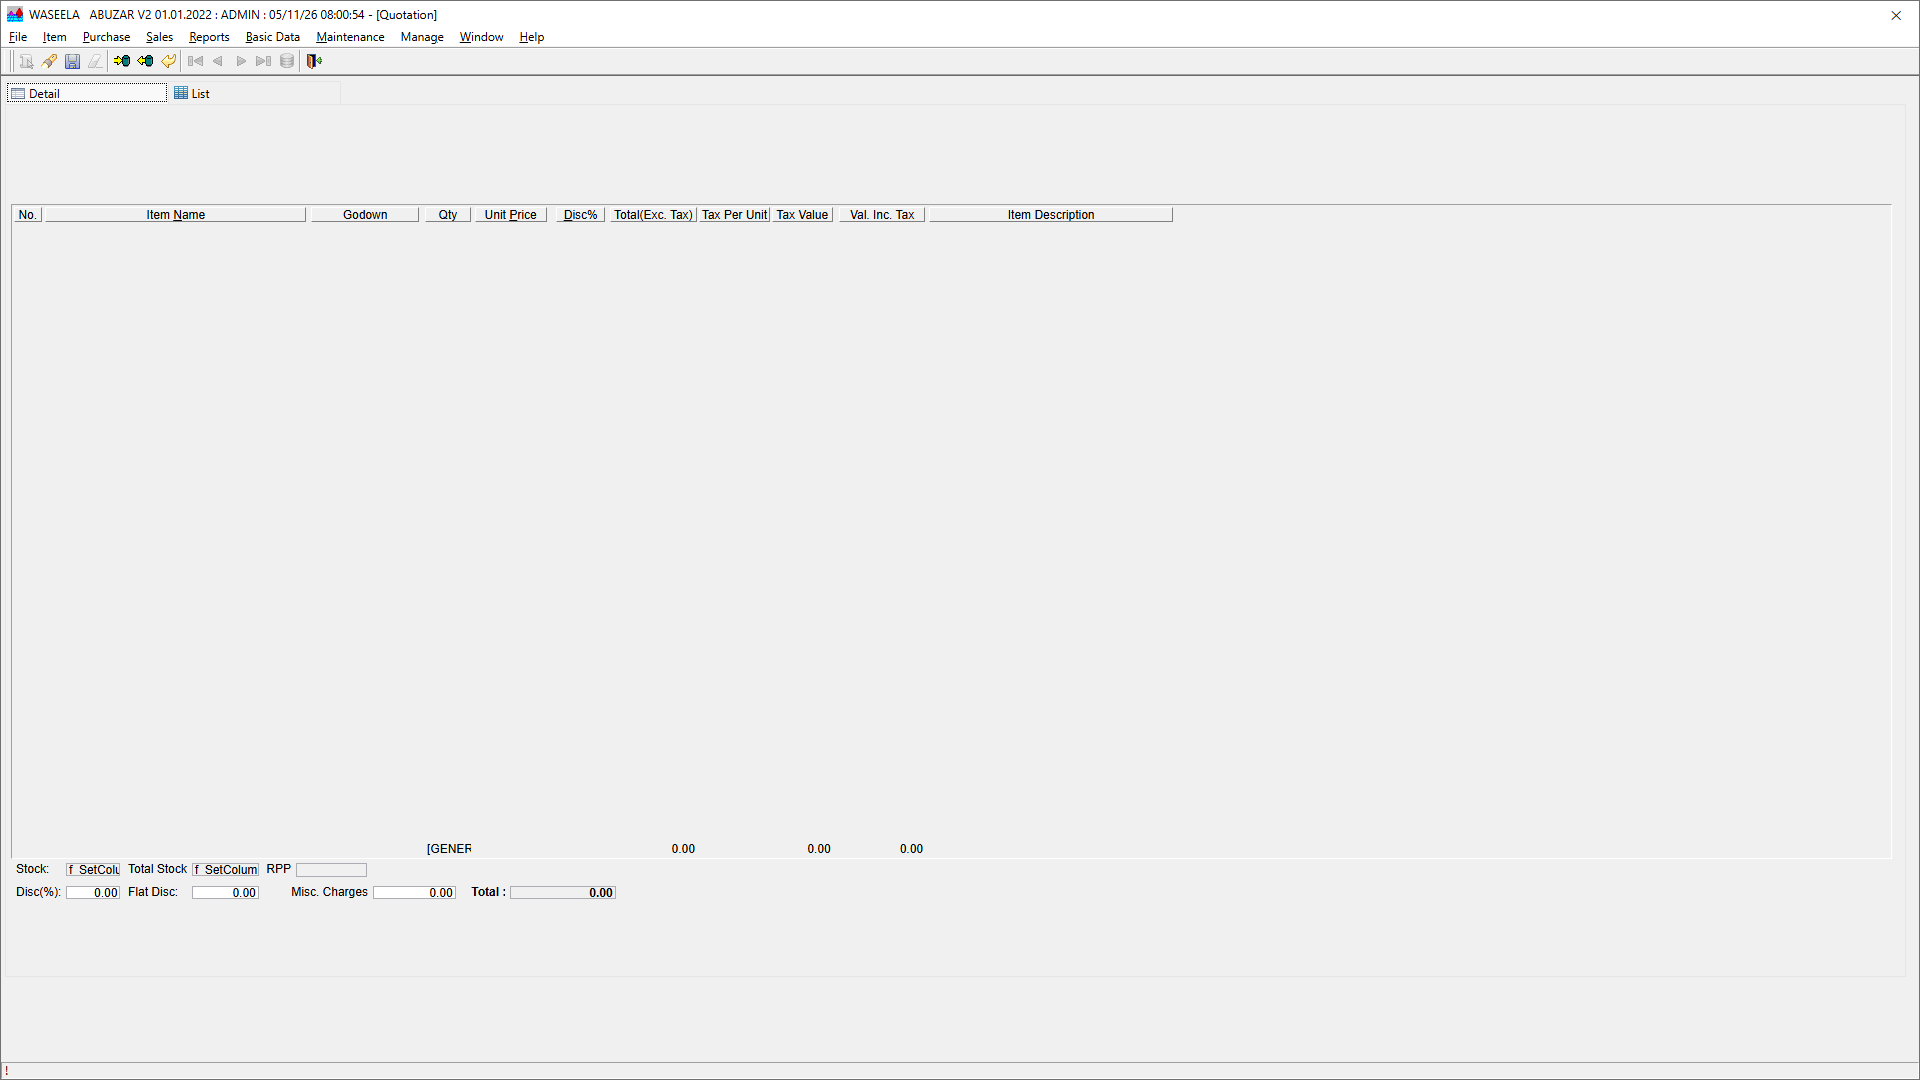 WASEELA   ABUZAR V2 01.01.2022 : ADMIN : 05/11/26 08:00:54 - [Quotation]
File Item Purchase Sales Reports Basic Data Maintenance Manage Window Help
Detail List
No. Item Name Godown Qty Unit Price Disc% Total(Exc. Tax) Tax Per Unit Tax Value Val. Inc. Tax Item Description
[GENER 0.00 0.00 0.00
Stock: f_SetColu Total Stock f_SetColum RPP
Disc(%): 0.00 Flat Disc: 0.00 Misc. Charges 0.00 Total : 0.00
!